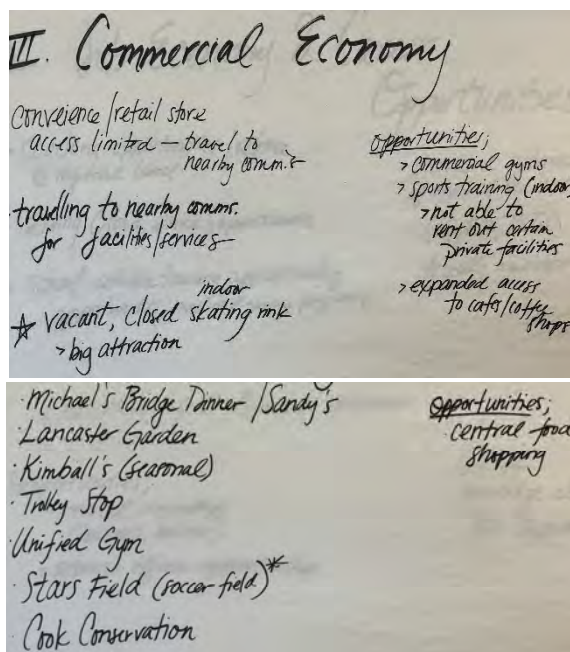 III. Commercial Economy
Conveience/retail store
access limited — travel to
nearby comm.'s
travelling to nearby comms.
for facilities/services
☆ vacant, closed indoor skating rink
> big attraction
opportunities;
> commercial gyms
> sports training (indoor
> not able to
rent out certain
private facilities
> expanded access
to cafes/coffee
shops
· Michael's Bridge Dinner/Sandy's
· Lancaster Garden
· Kimball's (seasonal)
· Trolley Stop
· Unified Gym
· Stars Field (soccer field)*
· Cook Conservation
opportunities;
· central food
shopping